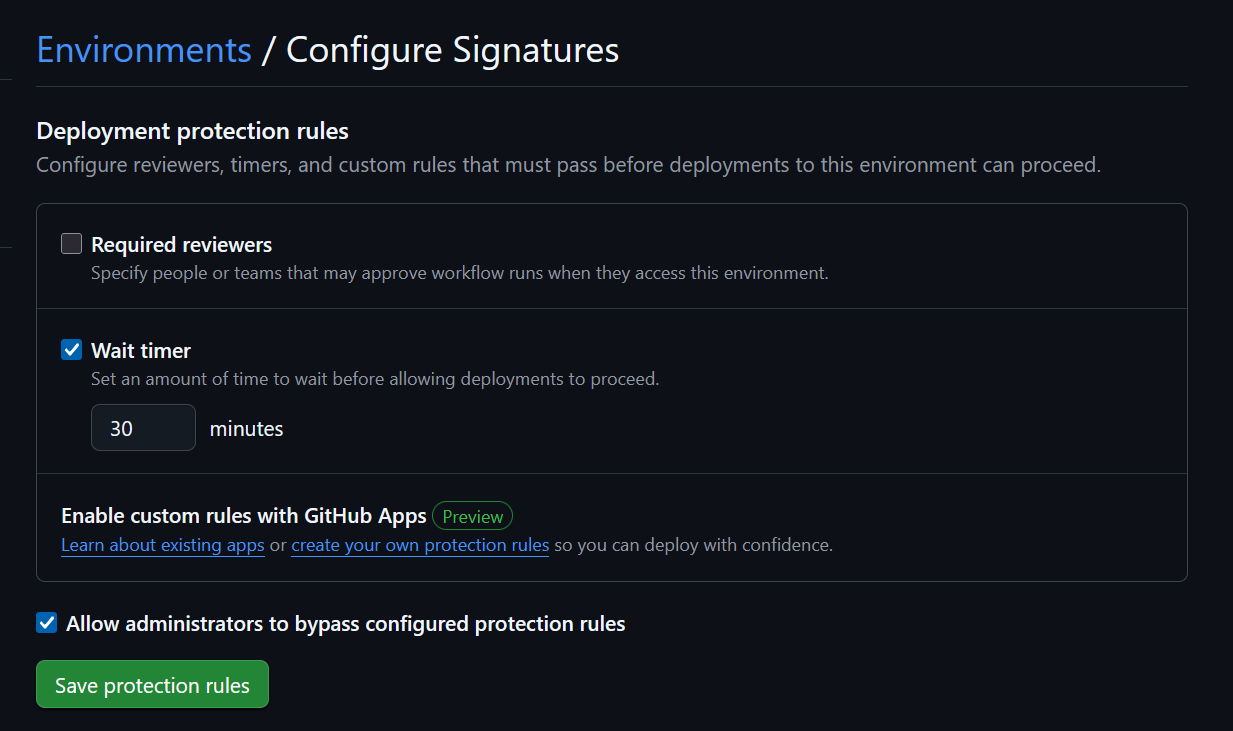 Environments / Configure Signatures
Deployment protection rules
Configure reviewers, timers, and custom rules that must pass before deployments to this environment can proceed.
Required reviewers
Specify people or teams that may approve workflow runs when they access this environment.
Wait timer
Set an amount of time to wait before allowing deployments to proceed.
30 minutes
Enable custom rules with GitHub Apps Preview
Learn about existing apps or create your own protection rules so you can deploy with confidence.
Allow administrators to bypass configured protection rules
Save protection rules